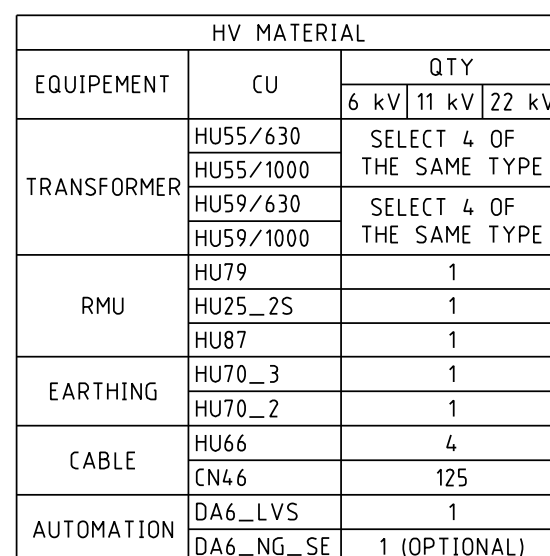 HV MATERIAL
EQUIPEMENT CU QTY
6 kV 11 kV 22 kV
TRANSFORMER
HU55/630 SELECT 4 OF
HU55/1000 THE SAME TYPE
HU59/630 SELECT 4 OF
HU59/1000 THE SAME TYPE
RMU
HU79 1
HU25_2S 1
HU87 1
EARTHING
HU70_3 1
HU70_2 1
CABLE
HU66 4
CN46 125
AUTOMATION
DA6_LVS 1
DA6_NG_SE 1 (OPTIONAL)